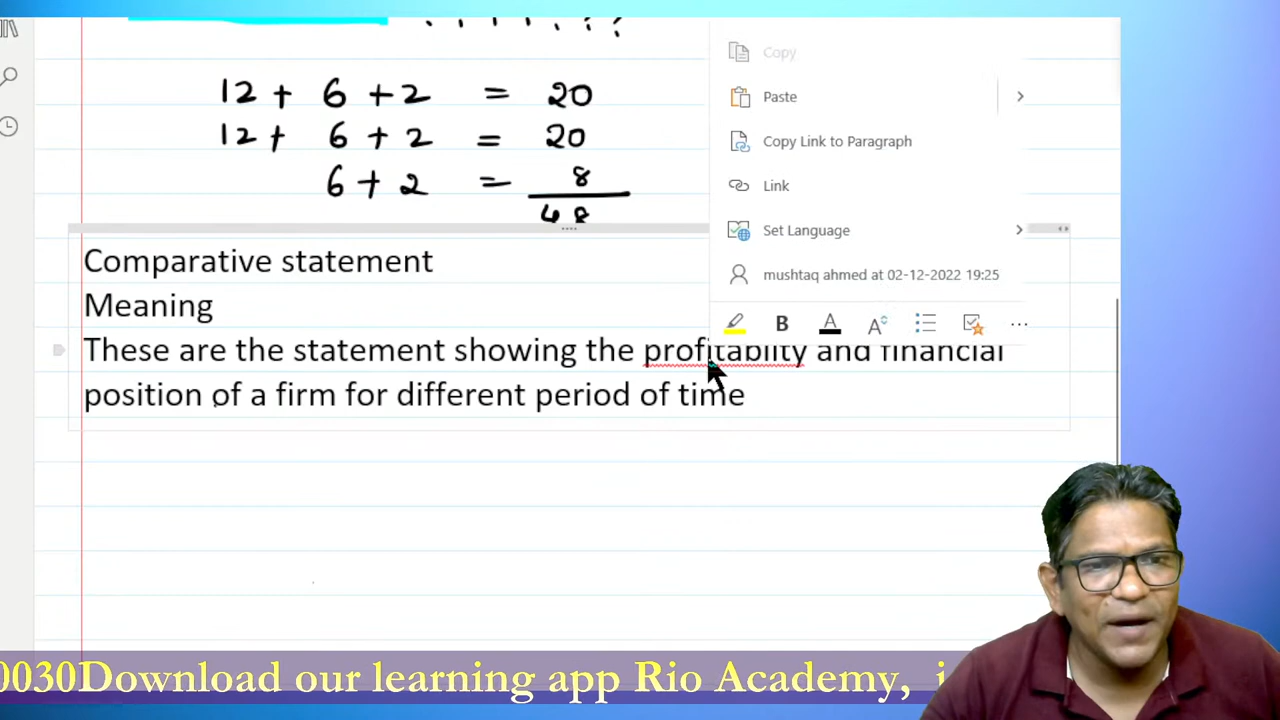 12 + 6 + 2 = 20
12 + 6 + 2 = 20
6 + 2 = 8
48
Copy
Paste
Copy Link to Paragraph
Link
Set Language
mushtaq ahmed at 02-12-2022 19:25
B A A
Comparative statement
Meaning
These are the statement showing the profitabilty and financial
position of a firm for different period of time
0030Download our learning app Rio Academy,